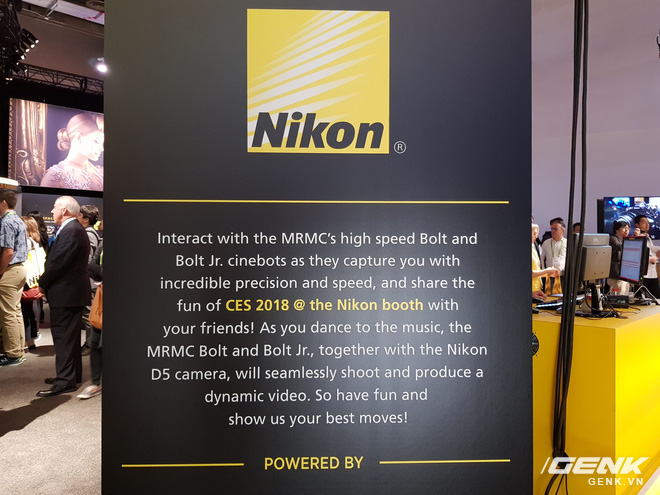 Nikon®
Interact with the MRMC's high speed Bolt and
Bolt Jr. cinebots as they capture you with
incredible precision and speed, and share the
fun of CES 2018 @ the Nikon booth with
your friends! As you dance to the music, the
MRMC Bolt and Bolt Jr., together with the Nikon
D5 camera, will seamlessly shoot and produce a
dynamic video. So have fun and
show us your best moves!
POWERED BY
GENK
GENK.VN